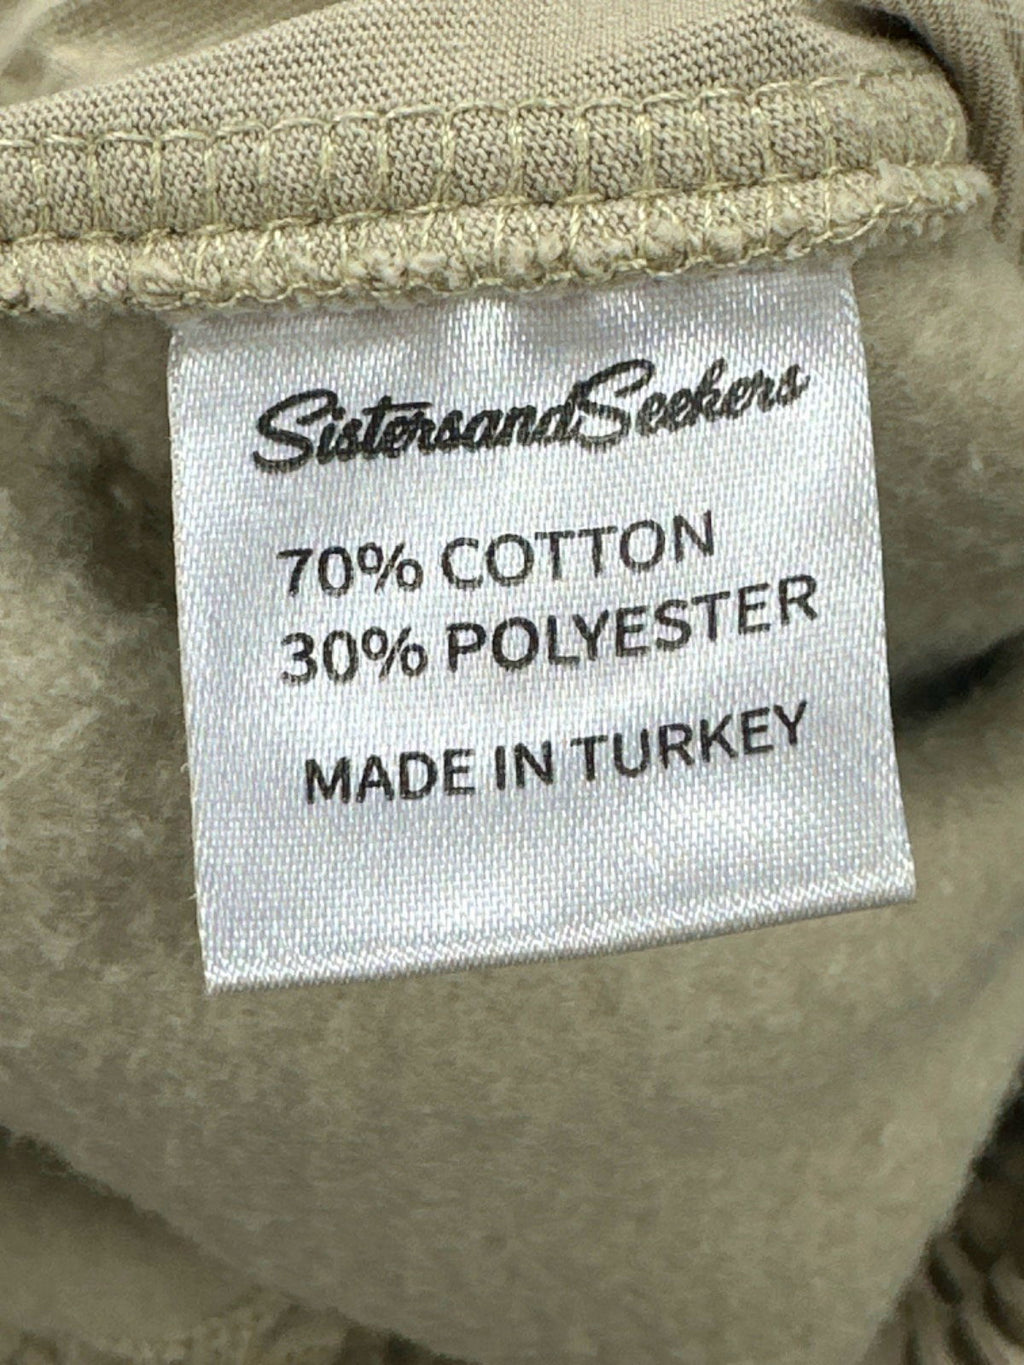 SistersandSeekers
70% COTTON
30% POLYESTER
MADE IN TURKEY